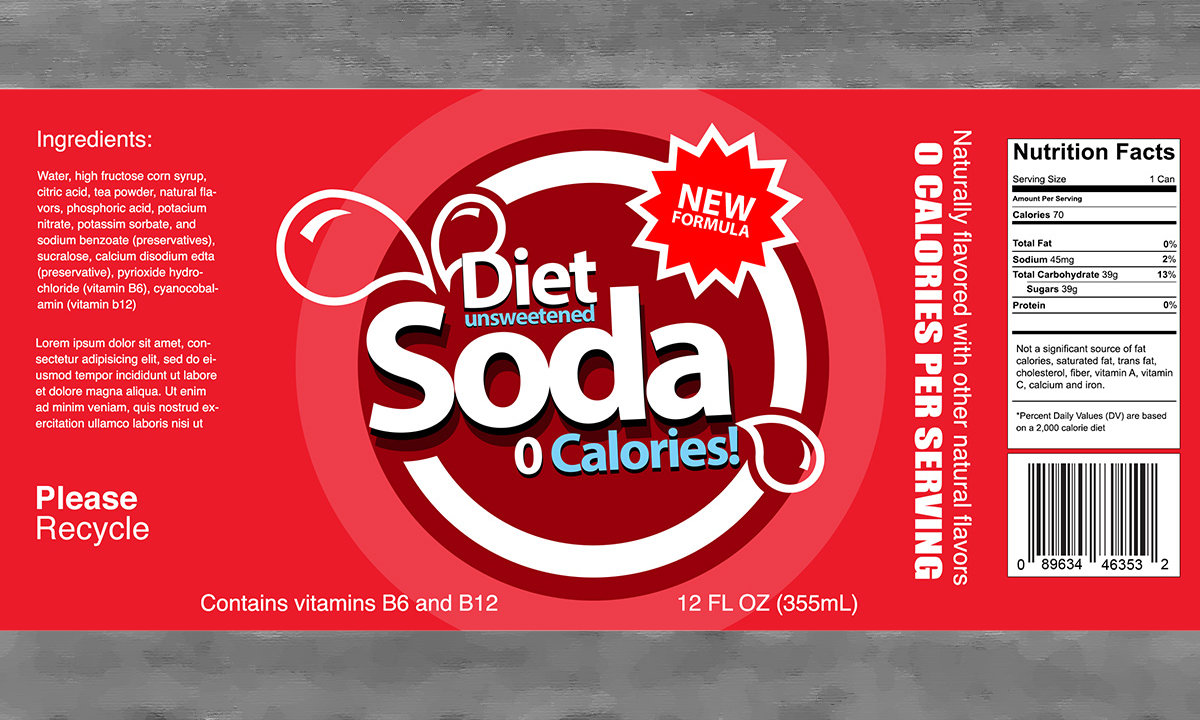 Ingredients:
Water, high fructose corn syrup,
citric acid, tea powder, natural fla-
vors, phosphoric acid, potacium
nitrate, potassim sorbate, and
sodium benzoate (preservatives),
sucralose, calcium disodium edta
(preservative), pyrioxide hydro-
chloride (vitamin B6), cyanocobal-
amin (vitamin b12)
Lorem ipsum dolor sit amet, con-
sectetur adipisicing elit, sed do ei-
usmod tempor incididunt ut labore
et dolore magna aliqua. Ut enim
ad minim veniam, quis nostrud ex-
ercitation ullamco laboris nisi ut
Please
Recycle
Contains vitamins B6 and B12
NEW
FORMULA
Diet
unsweetened
Soda
0 Calories!
12 FL OZ (355mL)
Naturally flavored with other natural flavors
0 CALORIES PER SERVING
Nutrition Facts
Serving Size 1 Can
Amount Per Serving
Calories 70
Total Fat 0%
Sodium 45mg 2%
Total Carbohydrate 39g 13%
Sugars 39g
Protein 0%
Not a significant source of fat
calories, saturated fat, trans fat,
cholesterol, fiber, vitamin A, vitamin
C, calcium and iron.
*Percent Daily Values (DV) are based
on a 2,000 calorie diet
0 89634 46353 2